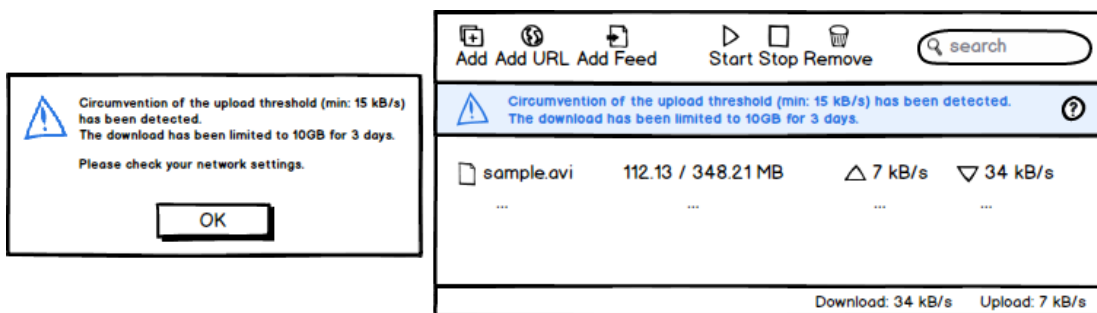 Circumvention of the upload threshold (min: 15 kB/s)
has been detected.
The download has been limited to 10GB for 3 days.
Please check your network settings.
OK
Add Add URL Add Feed Start Stop Remove search
Circumvention of the upload threshold (min: 15 kB/s) has been detected.
The download has been limited to 10GB for 3 days. ?
sample.avi 112.13 / 348.21 MB 7 kB/s 34 kB/s
... ... ... ...
Download: 34 kB/s Upload: 7 kB/s